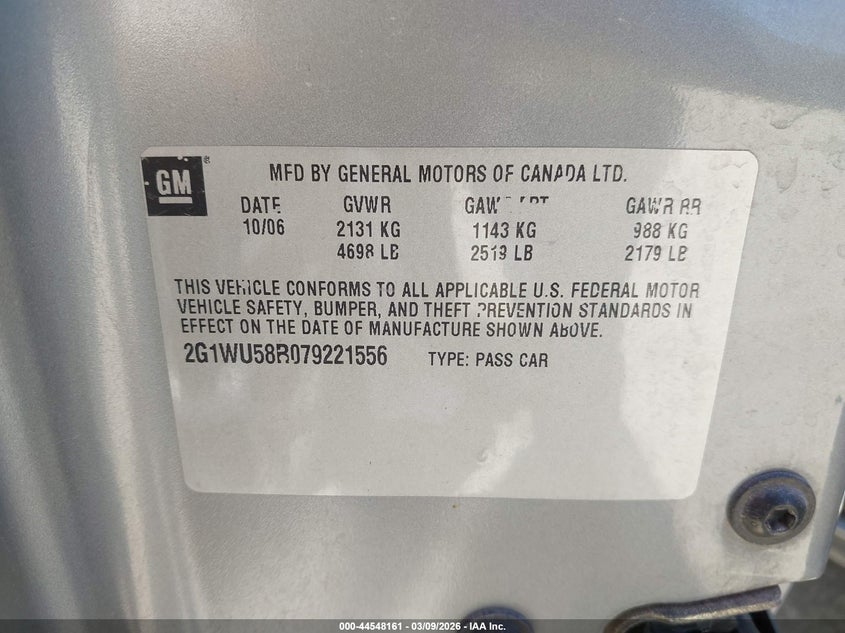 GM
MFD BY GENERAL MOTORS OF CANADA LTD.
DATE GVWR GAWR FRT GAWR RR
10/06 2131 KG 1143 KG 988 KG
4698 LB 2519 LB 2179 LB
THIS VEHICLE CONFORMS TO ALL APPLICABLE U.S. FEDERAL MOTOR
VEHICLE SAFETY, BUMPER, AND THEFT PREVENTION STANDARDS IN
EFFECT ON THE DATE OF MANUFACTURE SHOWN ABOVE.
2G1WU58R079221556 TYPE: PASS CAR
000-44548161 - 03/09/2026 - IAA Inc.